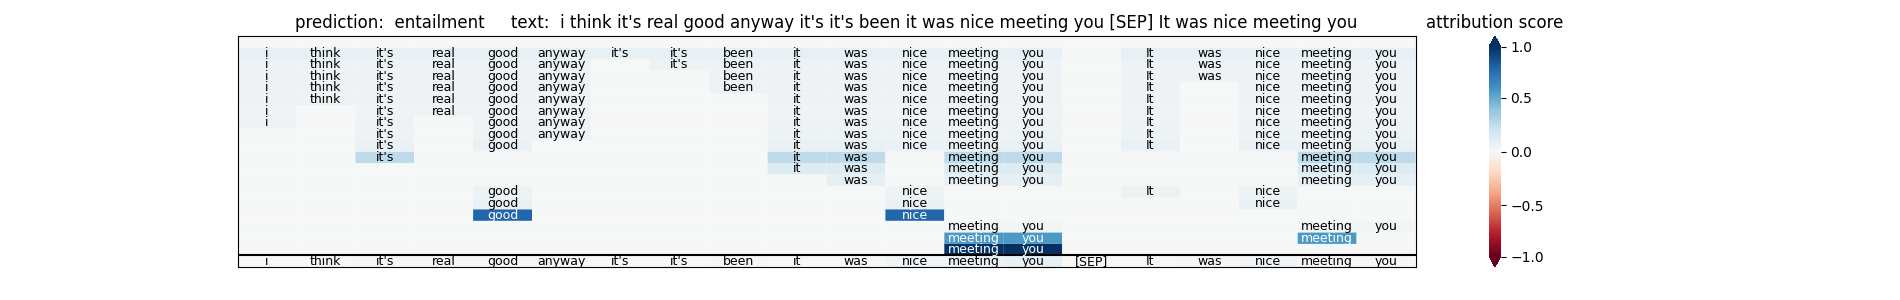 prediction:  entailment     text:  i think it's real good anyway it's it's been it was nice meeting you [SEP] It was nice meeting you
attribution score
i think it's real good anyway it's it's been it was nice meeting you It was nice meeting you
i think it's real good anyway it's been it was nice meeting you It was nice meeting you
i think it's real good anyway been it was nice meeting you It was nice meeting you
i think it's real good anyway been it was nice meeting you It nice meeting you
i think it's real good anyway it was nice meeting you It nice meeting you
i it's real good anyway it was nice meeting you It nice meeting you
i it's good anyway it was nice meeting you It nice meeting you
it's good anyway it was nice meeting you It nice meeting you
it's good it was nice meeting you It nice meeting you
it's it was meeting you meeting you
it was meeting you meeting you
was meeting you meeting you
good nice It nice
good nice nice
good nice
meeting you meeting you
meeting you meeting
meeting you
i think it's real good anyway it's it's been it was nice meeting you [SEP] It was nice meeting you
1.0
0.5
0.0
−0.5
−1.0